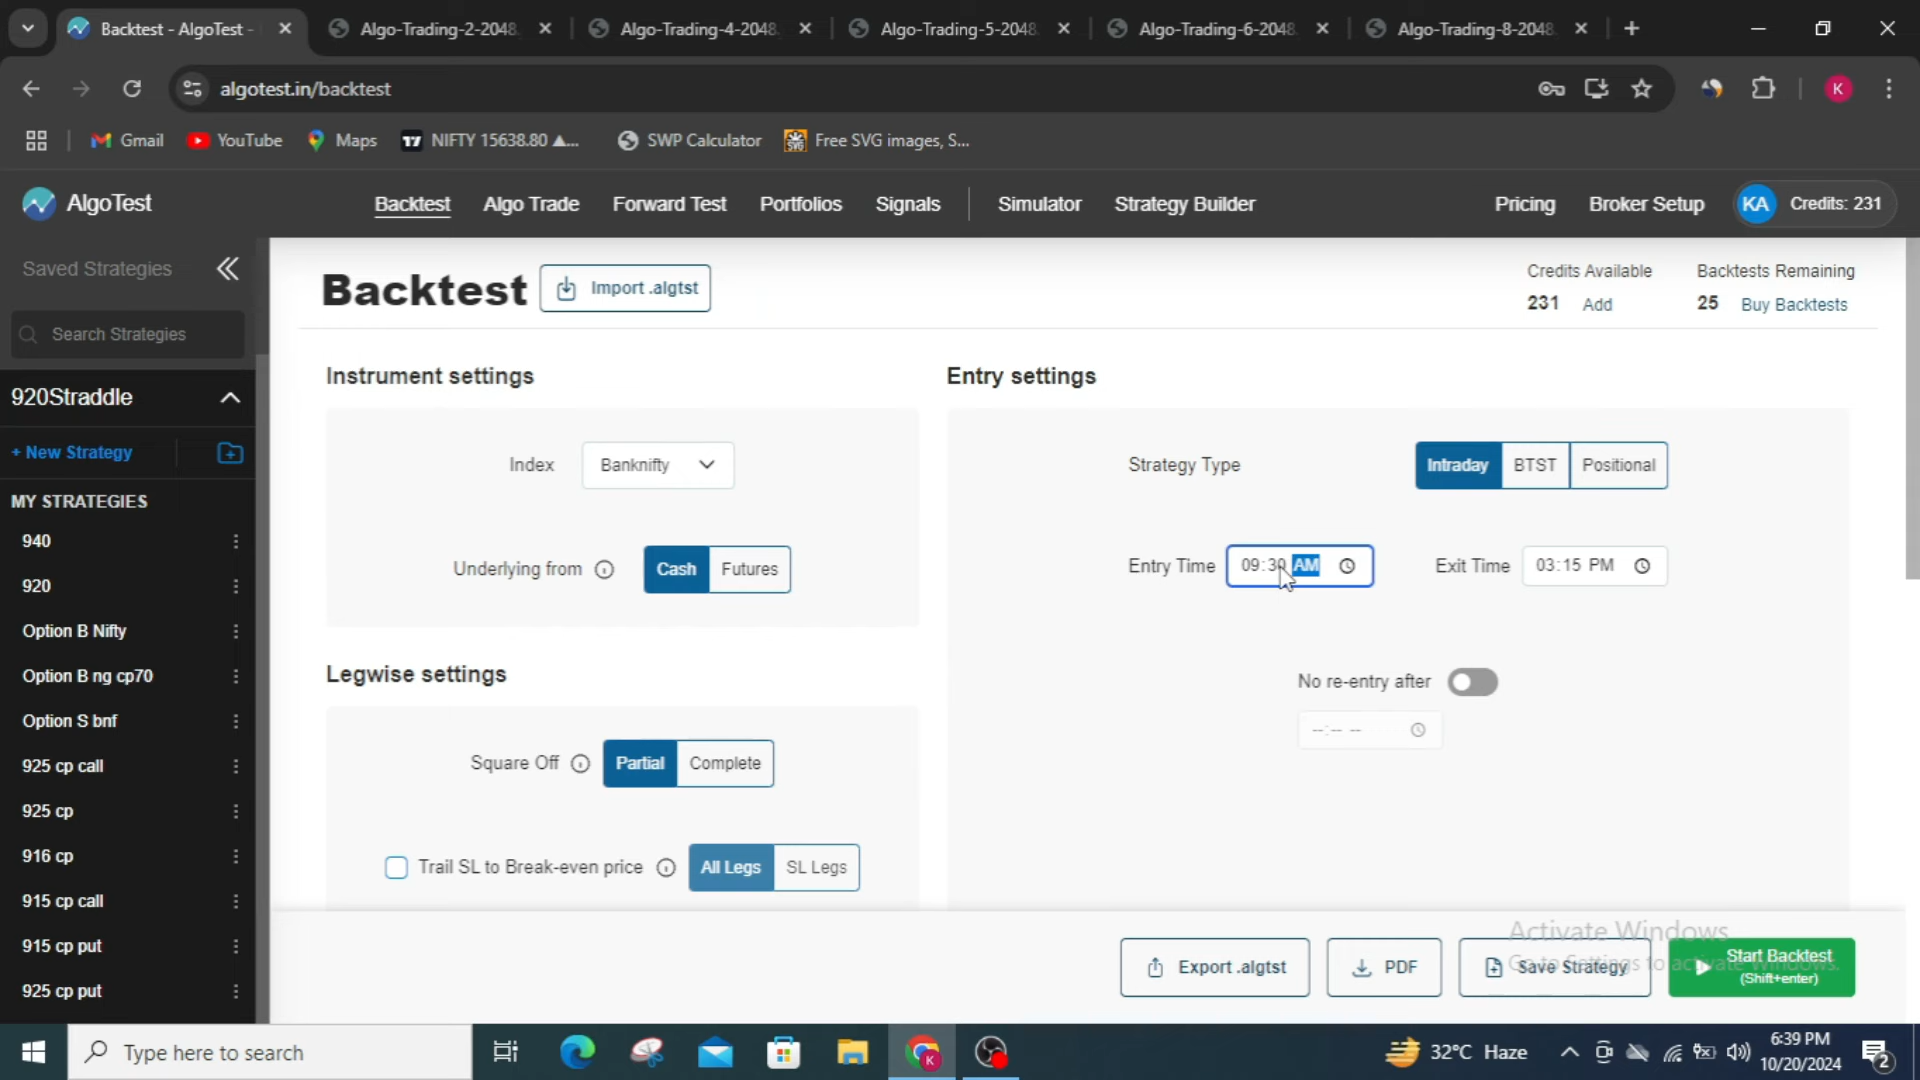 Backtest - AlgoTest -
Algo-Trading-2-2048
Algo-Trading-4-2048
Algo-Trading-5-2048
Algo-Trading-6-2048
Algo-Trading-8-2048
algotest.in/backtest
K
Gmail
YouTube
Maps
NIFTY 15638.80 ▲...
SWP Calculator
Free SVG images, S...
AlgoTest
Backtest
Algo Trade
Forward Test
Portfolios
Signals
Simulator
Strategy Builder
Pricing
Broker Setup
KA
Credits: 231
Saved Strategies
Search Strategies
920Straddle
+ New Strategy
MY STRATEGIES
940
920
Option B Nifty
Option B ng cp70
Option S bnf
925 cp call
925 cp
916 cp
915 cp call
915 cp put
925 cp put
Backtest
Import .algtst
Credits Available
231 Add
Backtests Remaining
25 Buy Backtests
Instrument settings
Index
Banknifty
Underlying from
Cash
Futures
Legwise settings
Square Off
Partial
Complete
Trail SL to Break-even price
All Legs
SL Legs
Entry settings
Strategy Type
Intraday
BTST
Positional
Entry Time
09:30 AM
Exit Time
03:15 PM
No re-entry after
--:-- --
Activate Windows
Go to Settings to activate Windows.
Export .algtst
PDF
Save Strategy
Start Backtest
(Shift+enter)
Type here to search
K
32°C Haze
6:39 PM
10/20/2024
2